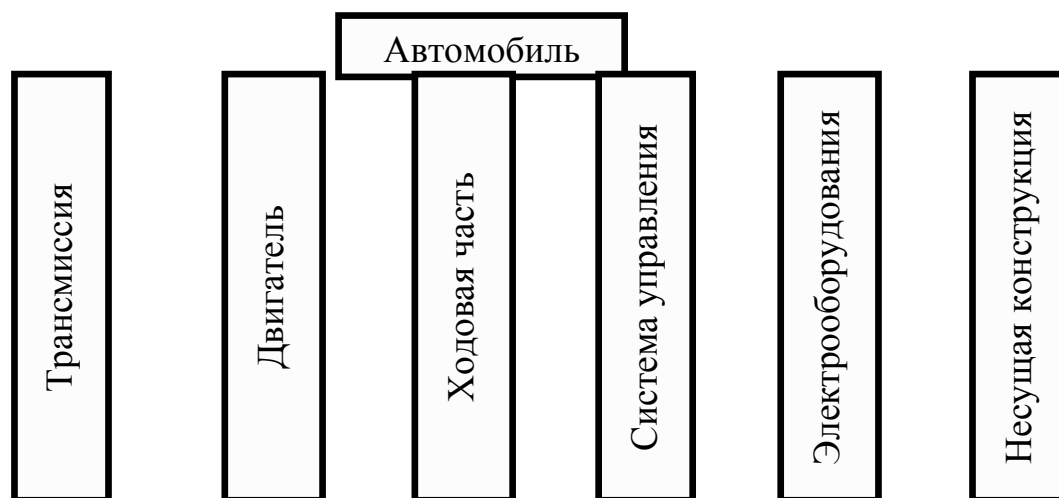 Автомобиль
Трансмиссия
Двигатель
Ходовая часть
Система управления
Электрооборудования
Несущая конструкция